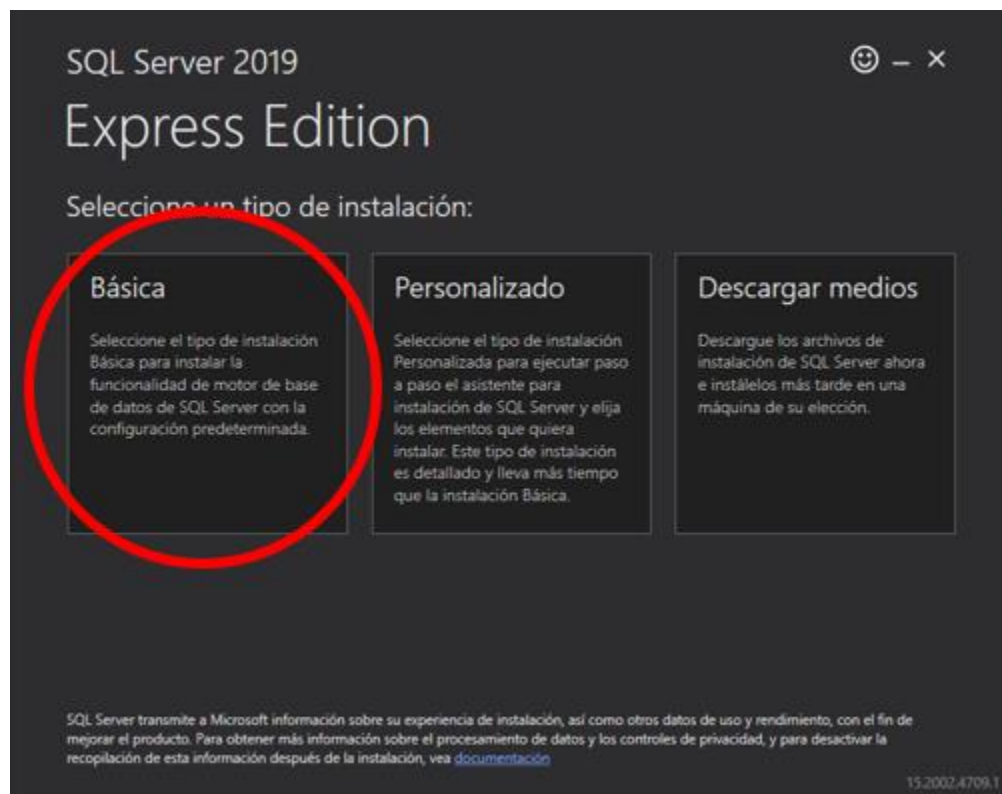 SQL Server 2019
Express Edition
Seleccione un tipo de instalación:
Básica
Seleccione el tipo de instalación
Básica para instalar la
funcionalidad de motor de base
de datos de SQL Server con la
configuración predeterminada.
Personalizado
Seleccione el tipo de instalación
Personalizada para ejecutar paso
a paso el asistente para
instalación de SQL Server y elija
los elementos que quiera
instalar. Este tipo de instalación
es detallado y lleva más tiempo
que la instalación Básica.
Descargar medios
Descargue los archivos de
instalación de SQL Server ahora
e instálelos más tarde en una
máquina de su elección.
SQL Server transmite a Microsoft información sobre su experiencia de instalación, así como otros datos de uso y rendimiento, con el fin de
mejorar el producto. Para obtener más información sobre el procesamiento de datos y los controles de privacidad, y para desactivar la
recopilación de esta información después de la instalación, vea documentación
15.2002.4709.1